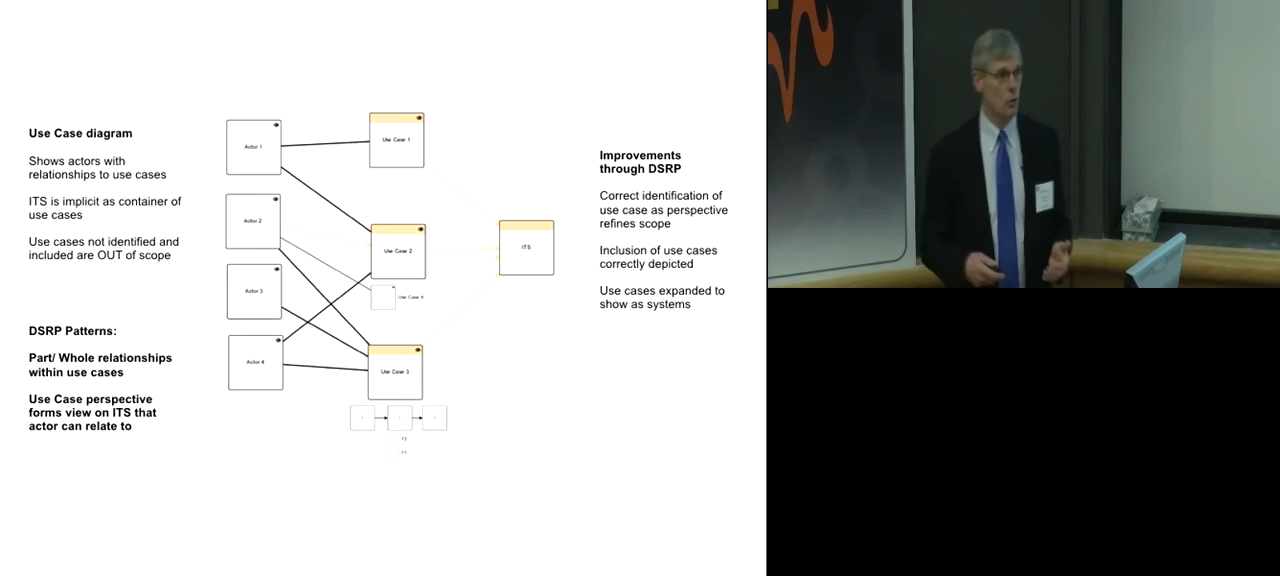 Use Case diagram
Shows actors with
relationships to use cases
ITS is implicit as container of
use cases
Use cases not identified and
included are OUT of scope
DSRP Patterns:
Part/ Whole relationships
within use cases
Use Case perspective
forms view on ITS that
actor can relate to
Actor 1
Actor 2
Actor 3
Actor 4
Use Case 1
Use Case 2
Use Case 4
Use Case 3
ITS
Improvements
through DSRP
Correct identification of
use case as perspective
refines scope
Inclusion of use cases
correctly depicted
Use cases expanded to
show as systems